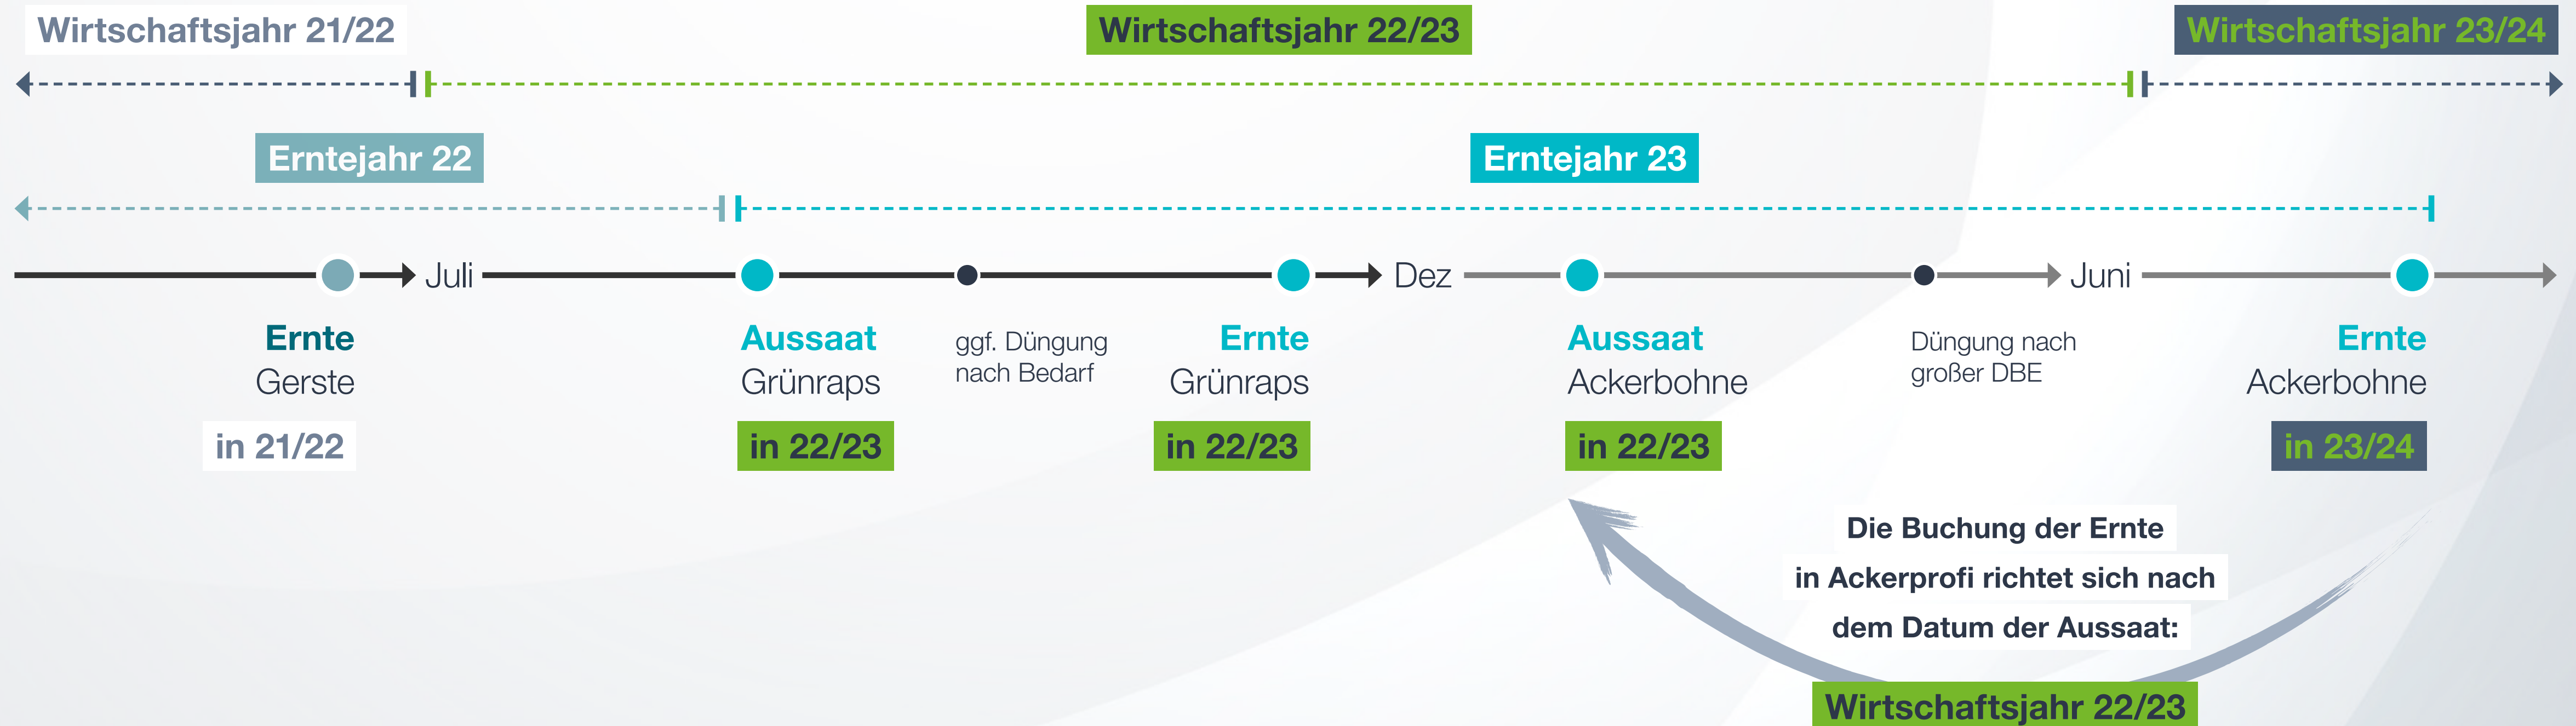 Wirtschaftsjahr 21/22
Wirtschaftsjahr 22/23
Wirtschaftsjahr 23/24
Erntejahr 22
Erntejahr 23
Juli
Dez
Juni
Ernte
Gerste
in 21/22
Aussaat
Grünraps
in 22/23
ggf. Düngung
nach Bedarf
Ernte
Grünraps
in 22/23
Aussaat
Ackerbohne
in 22/23
Düngung nach
großer DBE
Ernte
Ackerbohne
in 23/24
Die Buchung der Ernte
in Ackerprofi richtet sich nach
dem Datum der Aussaat:
Wirtschaftsjahr 22/23